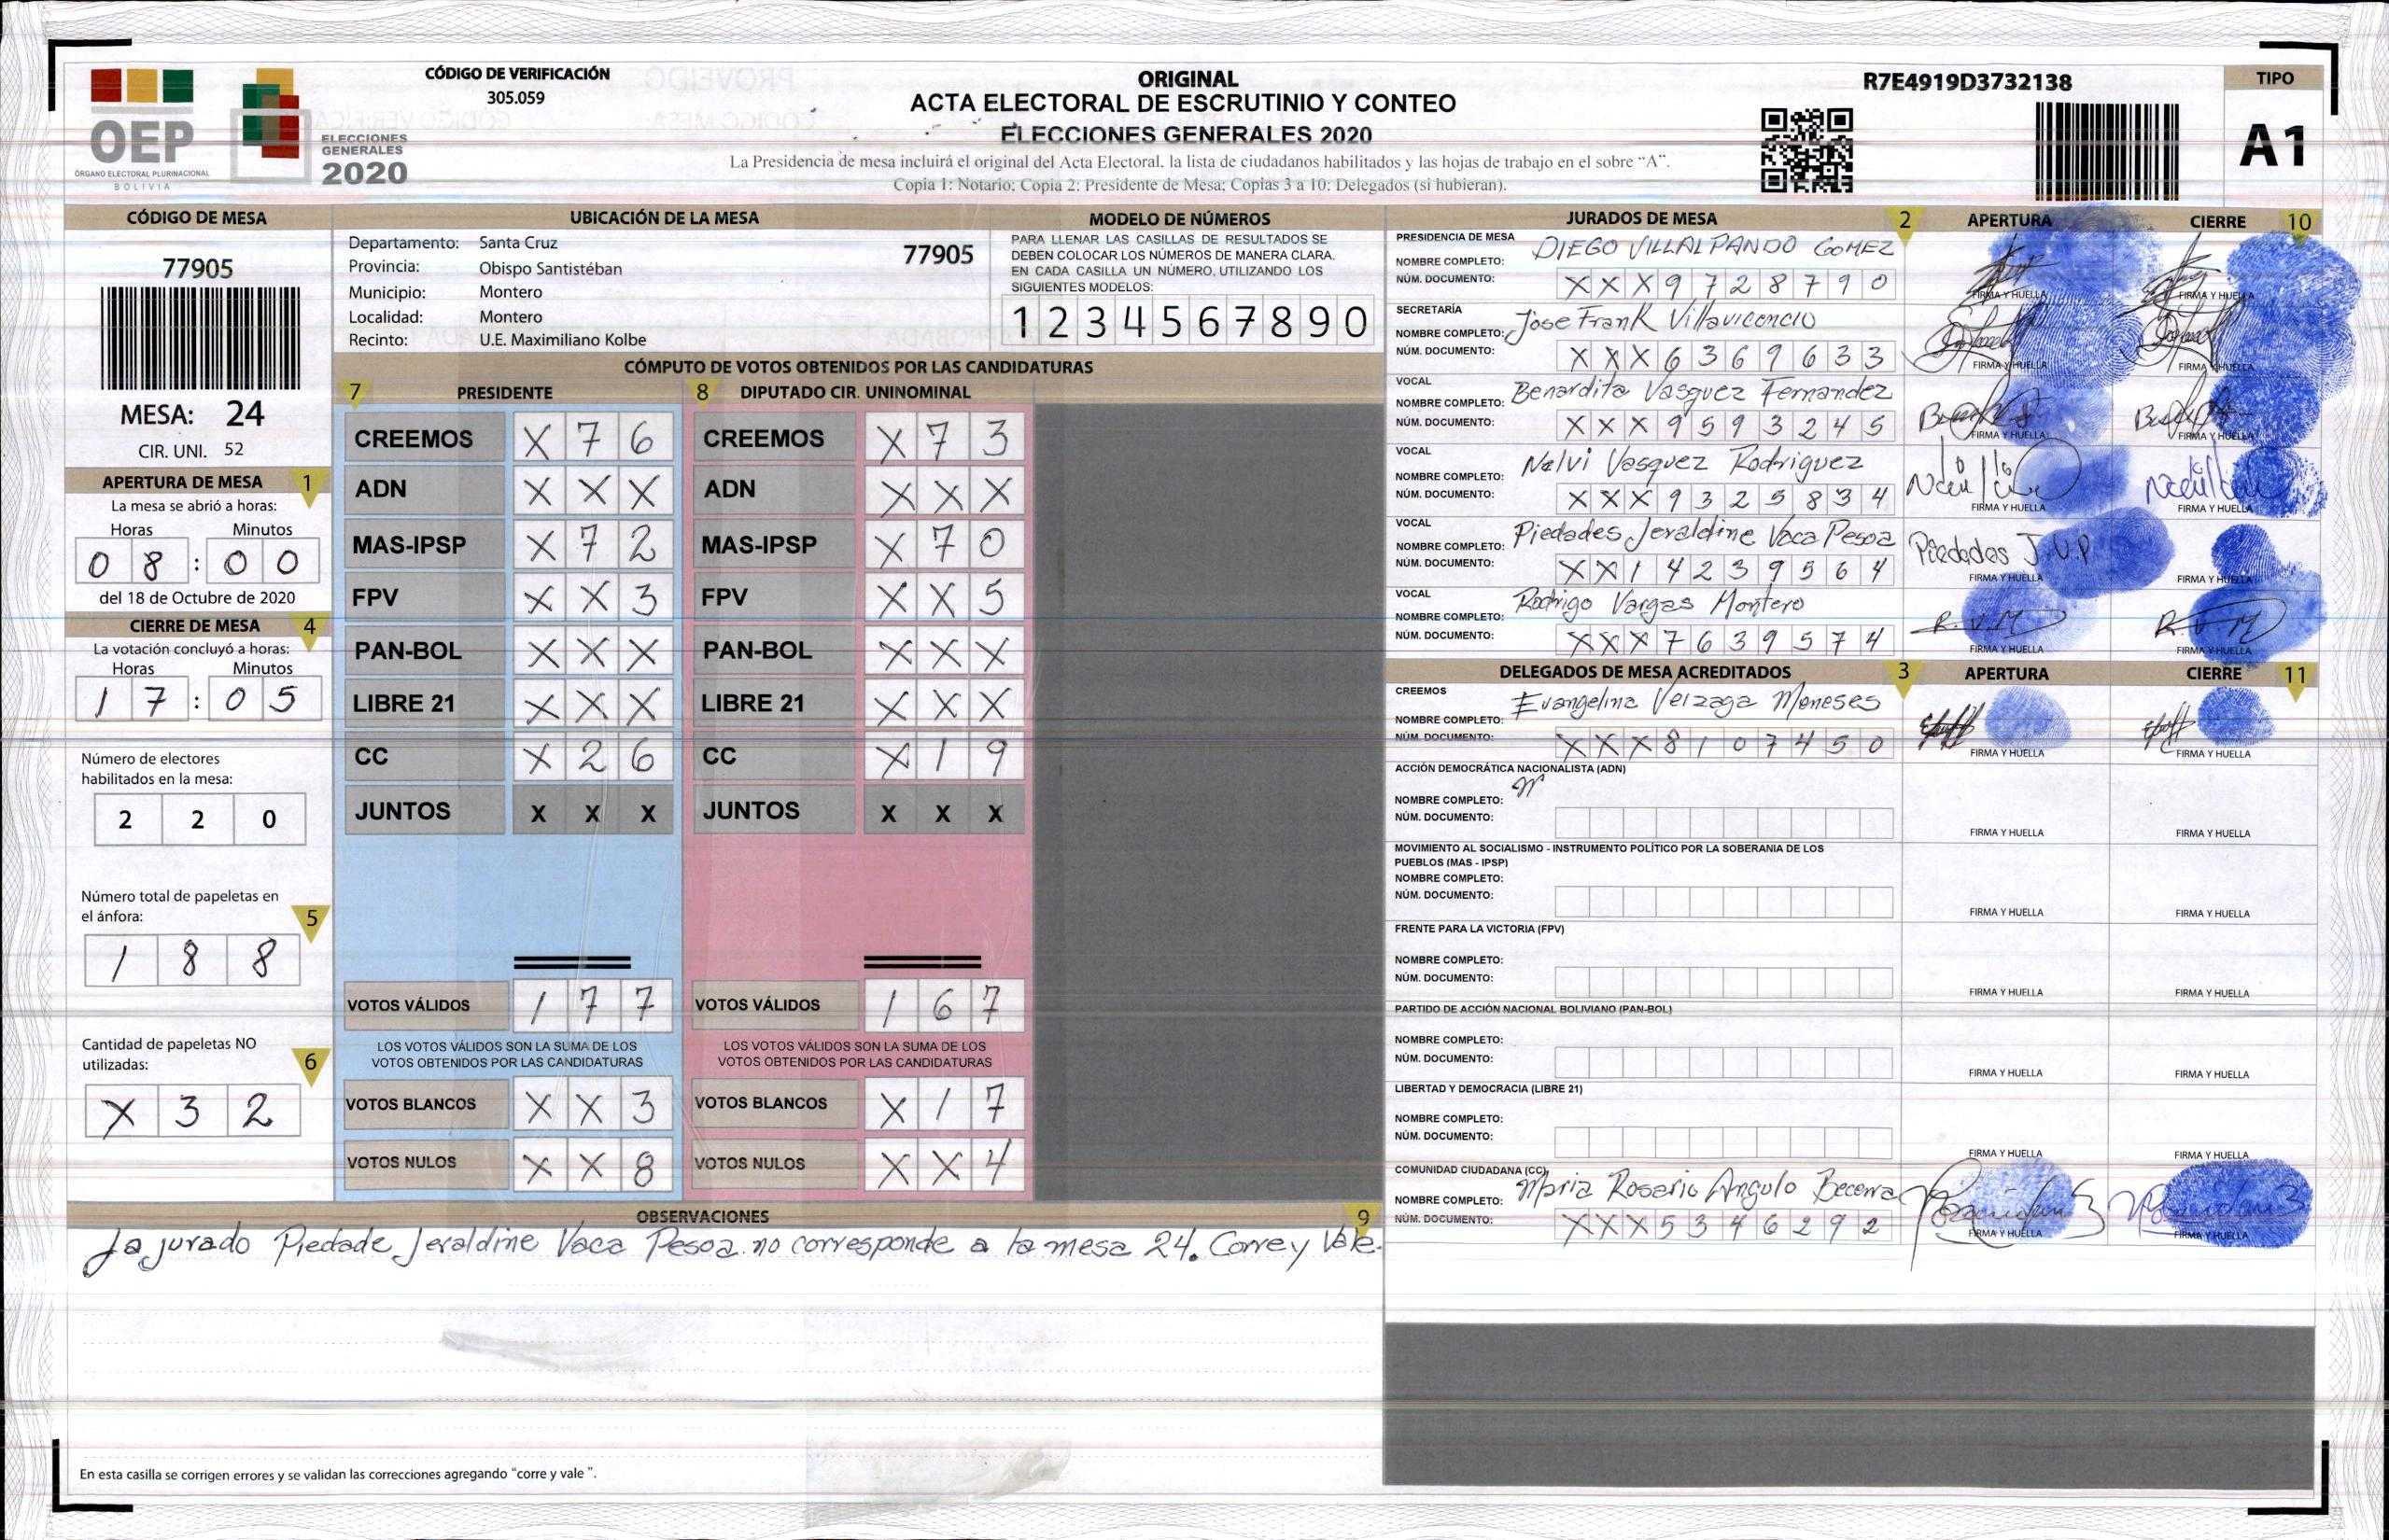 OEP
ÓRGANO ELECTORAL PLURINACIONAL
BOLIVIA
ELECCIONES
GENERALES
2020
CÓDIGO DE VERIFICACIÓN
305.059
ORIGINAL
ACTA ELECTORAL DE ESCRUTINIO Y CONTEO
ELECCIONES GENERALES 2020
La Presidencia de mesa incluirá el original del Acta Electoral. la lista de ciudadanos habilitados y las hojas de trabajo en el sobre “A”.
Copia 1: Notario; Copia 2: Presidente de Mesa; Copias 3 a 10: Delegados (si hubieran).
R7E4919D3732138
TIPO
A1
CÓDIGO DE MESA
77905
MESA: 24
CIR. UNI. 52
APERTURA DE MESA 1
La mesa se abrió a horas:
Horas Minutos
0 8 : 0 0
del 18 de Octubre de 2020
CIERRE DE MESA 4
La votación concluyó a horas:
Horas Minutos
1 7 : 0 5
Número de electores
habilitados en la mesa:
2 2 0
Número total de papeletas en
el ánfora: 5
1 8 8
Cantidad de papeletas NO
utilizadas: 6
X 3 2
UBICACIÓN DE LA MESA
Departamento: Santa Cruz
77905
Provincia: Obispo Santistéban
Municipio: Montero
Localidad: Montero
Recinto: U.E. Maximiliano Kolbe
MODELO DE NÚMEROS
PARA LLENAR LAS CASILLAS DE RESULTADOS SE
DEBEN COLOCAR LOS NÚMEROS DE MANERA CLARA.
EN CADA CASILLA UN NÚMERO, UTILIZANDO LOS
SIGUIENTES MODELOS:
1 2 3 4 5 6 7 8 9 0
CÓMPUTO DE VOTOS OBTENIDOS POR LAS CANDIDATURAS
7 PRESIDENTE 8 DIPUTADO CIR. UNINOMINAL
CREEMOS X 7 6 CREEMOS X 7 3
ADN X X X ADN X X X
MAS-IPSP X 7 2 MAS-IPSP X 7 0
FPV X X 3 FPV X X 5
PAN-BOL X X X PAN-BOL X X X
LIBRE 21 X X X LIBRE 21 X X X
CC X 2 6 CC X 1 9
JUNTOS X X X JUNTOS X X X
VOTOS VÁLIDOS 1 7 7 VOTOS VÁLIDOS 1 6 7
LOS VOTOS VÁLIDOS SON LA SUMA DE LOS LOS VOTOS VÁLIDOS SON LA SUMA DE LOS
VOTOS OBTENIDOS POR LAS CANDIDATURAS VOTOS OBTENIDOS POR LAS CANDIDATURAS
VOTOS BLANCOS X X 3 VOTOS BLANCOS X 1 7
VOTOS NULOS X X 8 VOTOS NULOS X X 4
OBSERVACIONES 9
La jurado Piedade Jeraldine Vaca Pesoa no corresponde a la mesa 24. Corre y Vale.
En esta casilla se corrigen errores y se validan las correcciones agregando “corre y vale ”.
JURADOS DE MESA 2 APERTURA CIERRE 10
PRESIDENCIA DE MESA
NOMBRE COMPLETO: DIEGO VILLALPANDO GOMEZ
NÚM. DOCUMENTO: X X X 9 7 2 8 7 9 0
FIRMA Y HUELLA FIRMA Y HUELLA
SECRETARÍA
NOMBRE COMPLETO: Jose Frank Villavicencio
NÚM. DOCUMENTO: X X X 6 3 6 9 6 3 3
FIRMA Y HUELLA FIRMA Y HUELLA
VOCAL
NOMBRE COMPLETO: Benardita Vasquez Fernandez
NÚM. DOCUMENTO: X X X 9 5 9 3 2 4 5
FIRMA Y HUELLA FIRMA Y HUELLA
VOCAL
NOMBRE COMPLETO: Nelvi Vasquez Rodriguez
NÚM. DOCUMENTO: X X X 9 3 2 5 8 3 4
FIRMA Y HUELLA FIRMA Y HUELLA
VOCAL
NOMBRE COMPLETO: Piedades Jeraldine Vaca Pesoa Piedades J.V.P
NÚM. DOCUMENTO: X X 1 4 2 3 9 5 6 4
FIRMA Y HUELLA FIRMA Y HUELLA
VOCAL
NOMBRE COMPLETO: Rodrigo Vargas Montero R.V.M R.V.M
NÚM. DOCUMENTO: X X X 7 6 3 9 5 7 4
FIRMA Y HUELLA FIRMA Y HUELLA
DELEGADOS DE MESA ACREDITADOS 3 APERTURA CIERRE 11
CREEMOS
NOMBRE COMPLETO: Evangelina Verzaga Meneses
NÚM. DOCUMENTO: X X X 8 1 0 7 4 5 0
FIRMA Y HUELLA FIRMA Y HUELLA
ACCIÓN DEMOCRÁTICA NACIONALISTA (ADN)
NOMBRE COMPLETO:
NÚM. DOCUMENTO:
FIRMA Y HUELLA FIRMA Y HUELLA
MOVIMIENTO AL SOCIALISMO - INSTRUMENTO POLÍTICO POR LA SOBERANIA DE LOS
PUEBLOS (MAS - IPSP)
NOMBRE COMPLETO:
NÚM. DOCUMENTO:
FIRMA Y HUELLA FIRMA Y HUELLA
FRENTE PARA LA VICTORIA (FPV)
NOMBRE COMPLETO:
NÚM. DOCUMENTO:
FIRMA Y HUELLA FIRMA Y HUELLA
PARTIDO DE ACCIÓN NACIONAL BOLIVIANO (PAN-BOL)
NOMBRE COMPLETO:
NÚM. DOCUMENTO:
FIRMA Y HUELLA FIRMA Y HUELLA
LIBERTAD Y DEMOCRACIA (LIBRE 21)
NOMBRE COMPLETO:
NÚM. DOCUMENTO:
FIRMA Y HUELLA FIRMA Y HUELLA
COMUNIDAD CIUDADANA (CC)
NOMBRE COMPLETO: Maria Rosario Angulo Becerra
NÚM. DOCUMENTO: X X X 5 3 4 6 2 9 2
FIRMA Y HUELLA FIRMA Y HUELLA